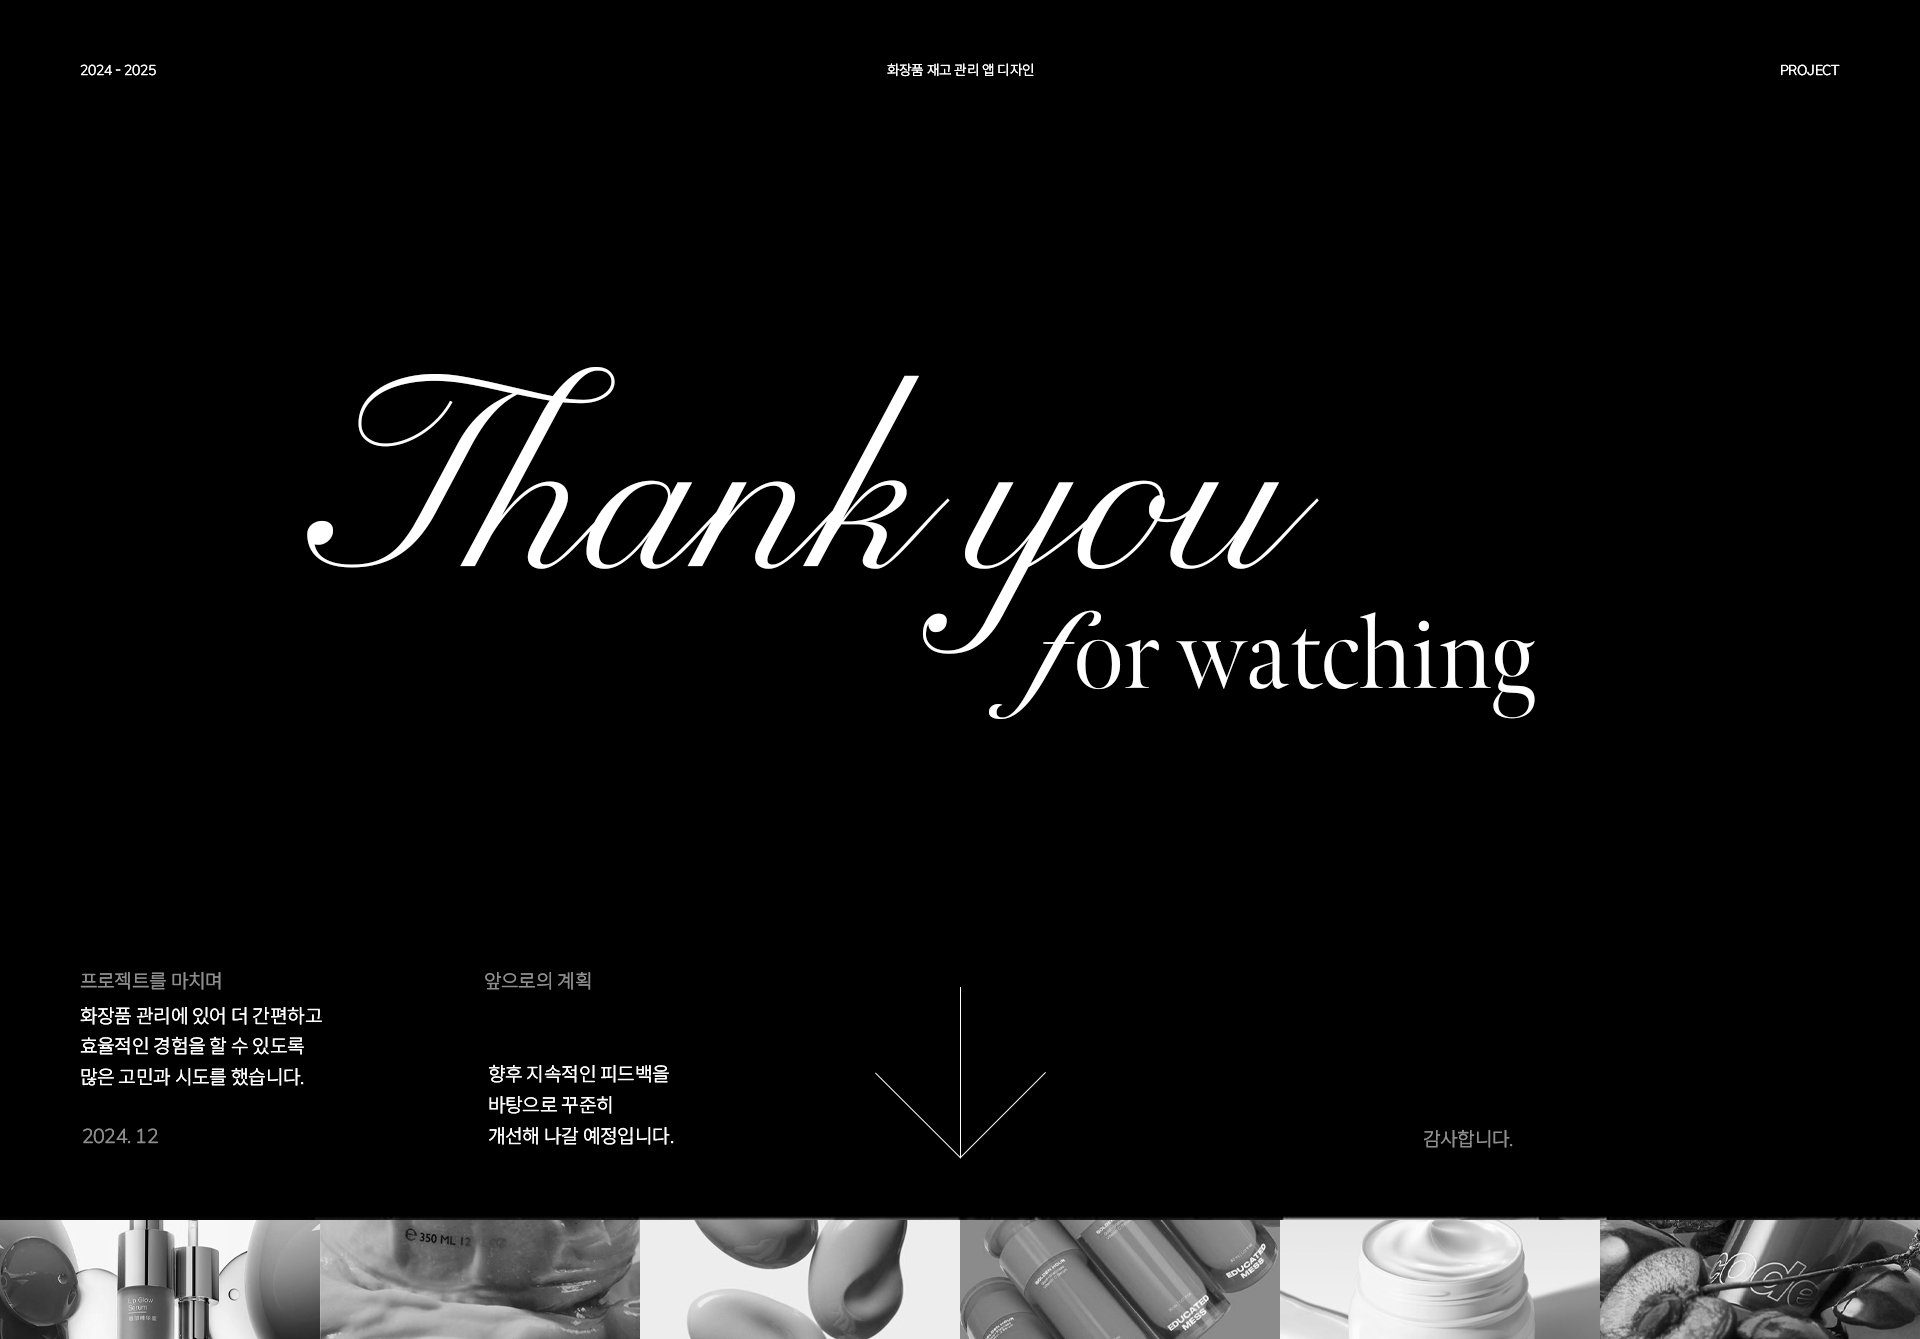 2024 - 2025
화장품 재고 관리 앱 디자인
PROJECT
Thank you
for watching
프로젝트를 마치며
화장품 관리에 있어 더 간편하고
효율적인 경험을 할 수 있도록
많은 고민과 시도를 했습니다.
2024. 12
앞으로의 계획
향후 지속적인 피드백을
바탕으로 꾸준히
개선해 나갈 예정입니다.
감사합니다.
Lip Glow
Serum
℮ 350 ML 12
EDUCATED
MESS
EDUCATED
MESS